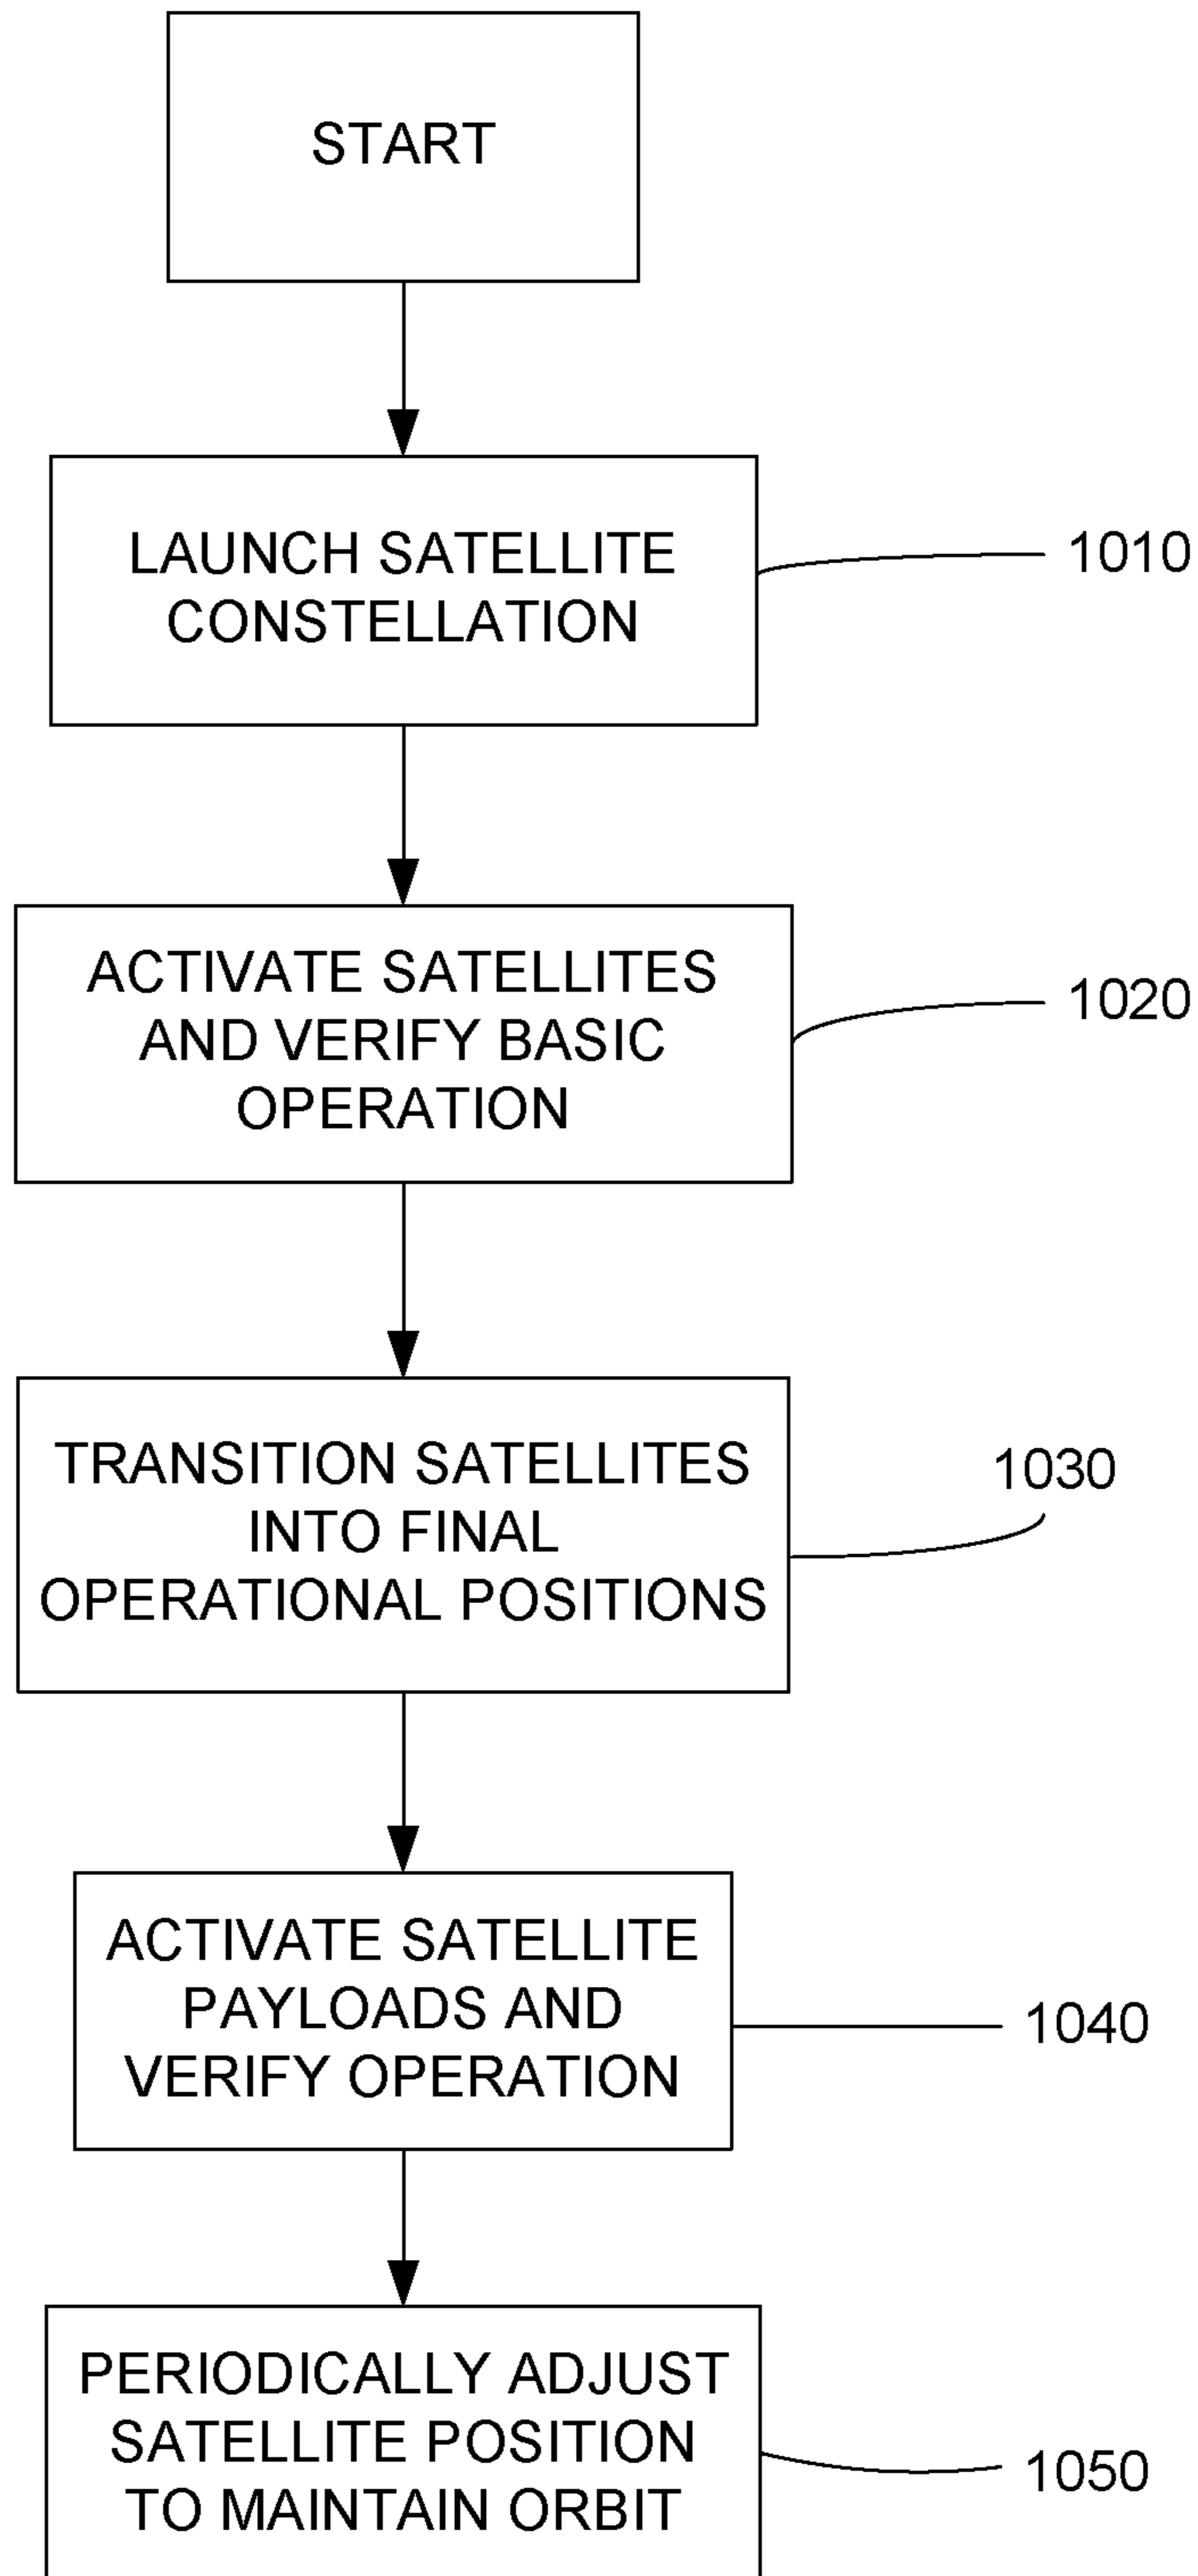 START
LAUNCH SATELLITE
CONSTELLATION
1010
ACTIVATE SATELLITES
AND VERIFY BASIC
OPERATION
1020
TRANSITION SATELLITES
INTO FINAL
OPERATIONAL POSITIONS
1030
ACTIVATE SATELLITE
PAYLOADS AND
VERIFY OPERATION
1040
PERIODICALLY ADJUST
SATELLITE POSITION
TO MAINTAIN ORBIT
1050